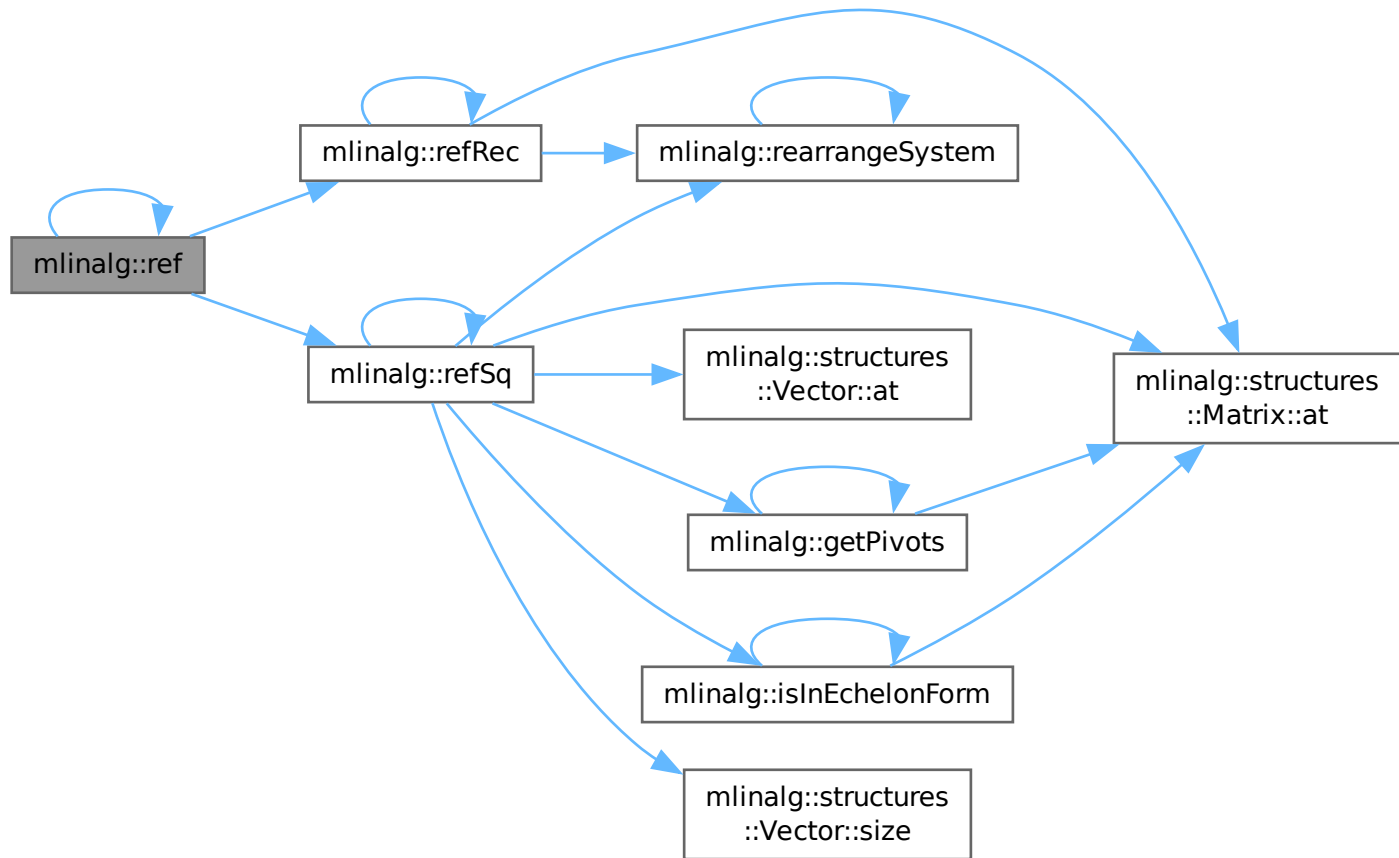 mlinalg::ref
mlinalg::refRec
mlinalg::rearrangeSystem
mlinalg::refSq
mlinalg::structures
::Vector::at
mlinalg::structures
::Matrix::at
mlinalg::getPivots
mlinalg::isInEchelonForm
mlinalg::structures
::Vector::size